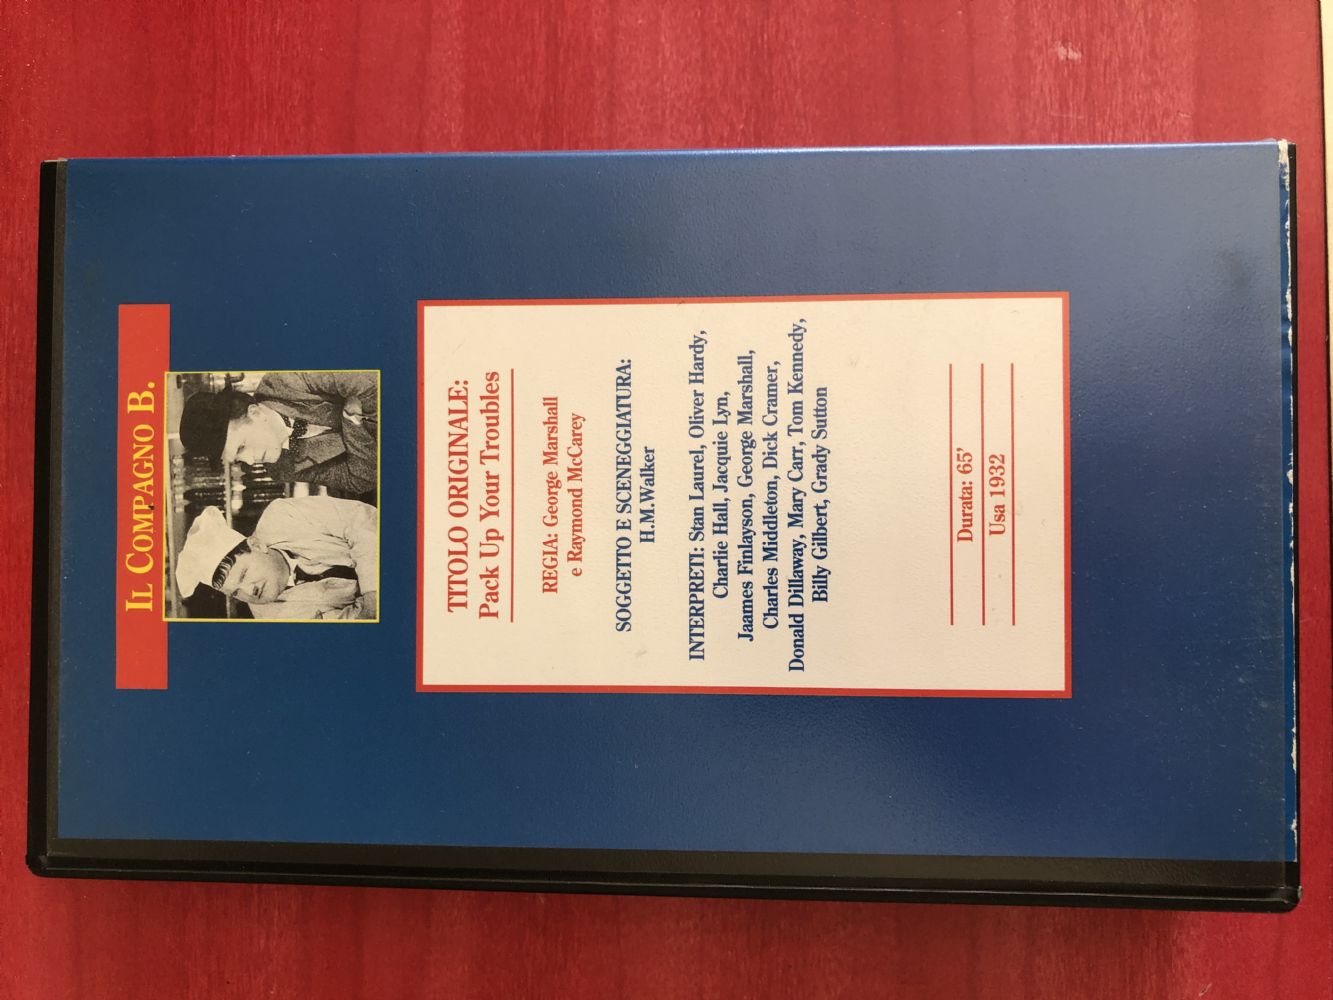 IL COMPAGNO B.
TITOLO ORIGINALE:
Pack Up Your Troubles
REGIA: George Marshall
e Raymond McCarey
SOGGETTO E SCENEGGIATURA:
H.M.Walker
INTERPRETI: Stan Laurel, Oliver Hardy,
Charlie Hall, Jacquie Lyn,
Jaames Finlayson, George Marshall,
Charles Middleton, Dick Cramer,
Donald Dillaway, Mary Carr, Tom Kennedy,
Billy Gilbert, Grady Sutton
Durata: 65'
Usa 1932